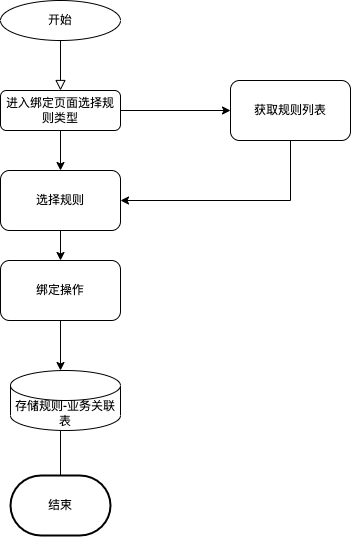 开始
进入绑定页面选择规
则类型
获取规则列表
选择规则
绑定操作
存储规则-业务关联
表
结束